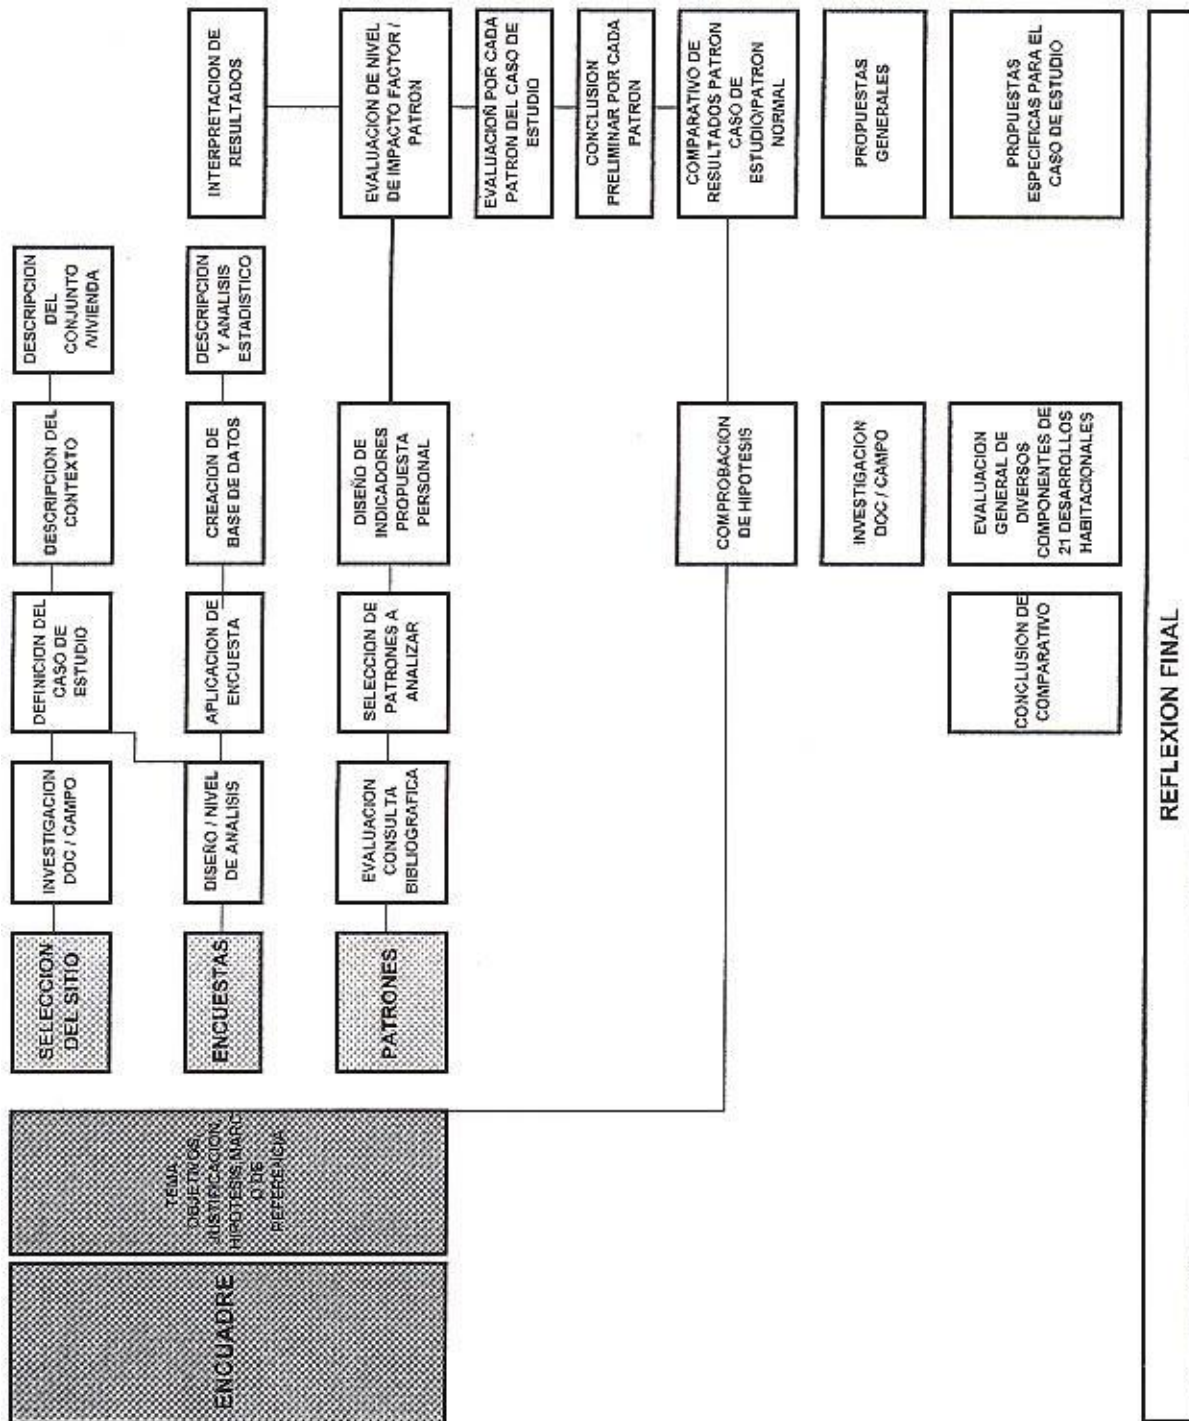 ENCUADRE
TEMA
OBJETIVOS,
JUSTIFICACION,
HIPOTESIS,MARC
O DE
REFERENCIA
SELECCION
DEL SITIO
INVESTIGACION
DOC / CAMPO
DEFINICION DEL
CASO DE
ESTUDIO
DESCRIPCION DEL
CONTEXTO
DESCRIPCION
DEL
CONJUNTO
/VIVIENDA
ENCUESTAS
DISEÑO / NIVEL
DE ANALISIS
APLICACION DE
ENCUESTA
CREACION DE
BASE DE DATOS
DESCRIPCION
Y ANALISIS
ESTADISTICO
INTERPRETACION DE
RESULTADOS
PATRONES
EVALUACION
CONSULTA
BIBLIOGRAFICA
SELECCION DE
PATRONES A
ANALIZAR
DISEÑO DE
INDICADORES
PROPUESTA
PERSONAL
EVALUACION DE NIVEL
DE IMPACTO FACTOR /
PATRON
EVALUACION POR CADA
PATRON DEL CASO DE
ESTUDIO
CONCLUSION
PRELIMINAR POR CADA
PATRON
COMPROBACION
DE HIPOTESIS
COMPARATIVO DE
RESULTADOS PATRON
CASO DE
ESTUDIO/PATRON
NORMAL
INVESTIGACION
DOC / CAMPO
PROPUESTAS
GENERALES
CONCLUSION DE
COMPARATIVO
EVALUACION
GENERAL DE
DIVERSOS
COMPONENTES DE
21 DESARROLLOS
HABITACIONALES
PROPUESTAS
ESPECIFICAS PARA EL
CASO DE ESTUDIO
REFLEXION FINAL